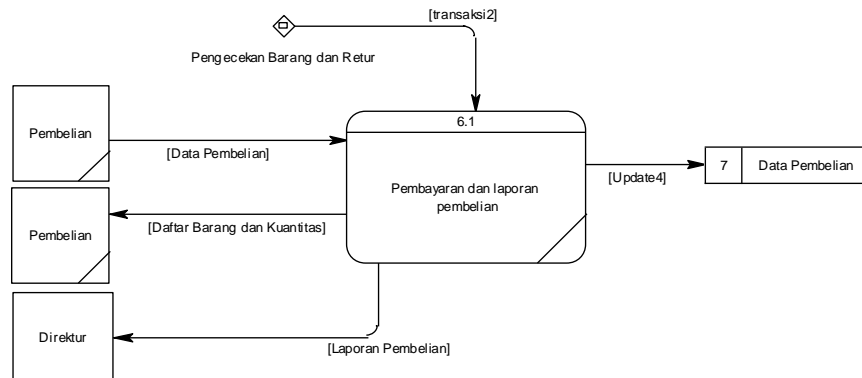 [transaksi2]
Pengecekan Barang dan Retur
6.1
Pembelian
[Data Pembelian]
7
Data Pembelian
[Update4]
Pembayaran dan laporan
pembelian
Pembelian
[Daftar Barang dan Kuantitas]
Direktur
[Laporan Pembelian]